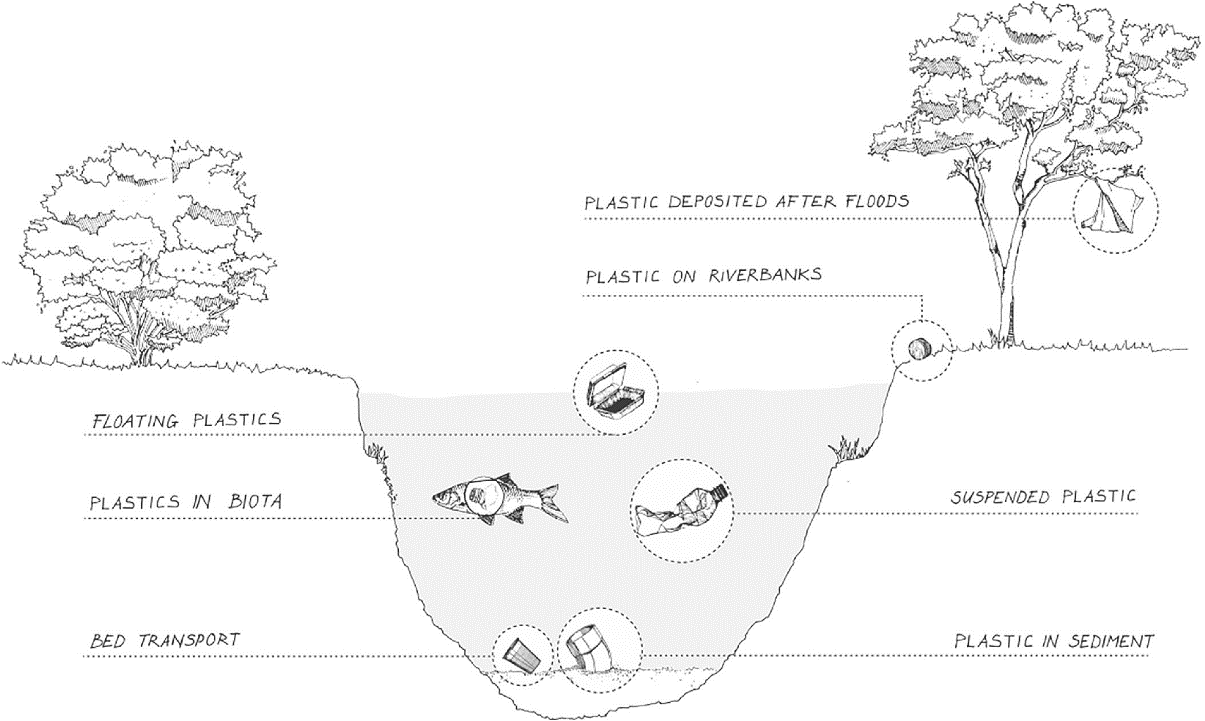 PLASTIC DEPOSITED AFTER FLOODS
PLASTIC ON RIVERBANKS
FLOATING PLASTICS
PLASTICS IN BIOTA
SUSPENDED PLASTIC
BED TRANSPORT
PLASTIC IN SEDIMENT